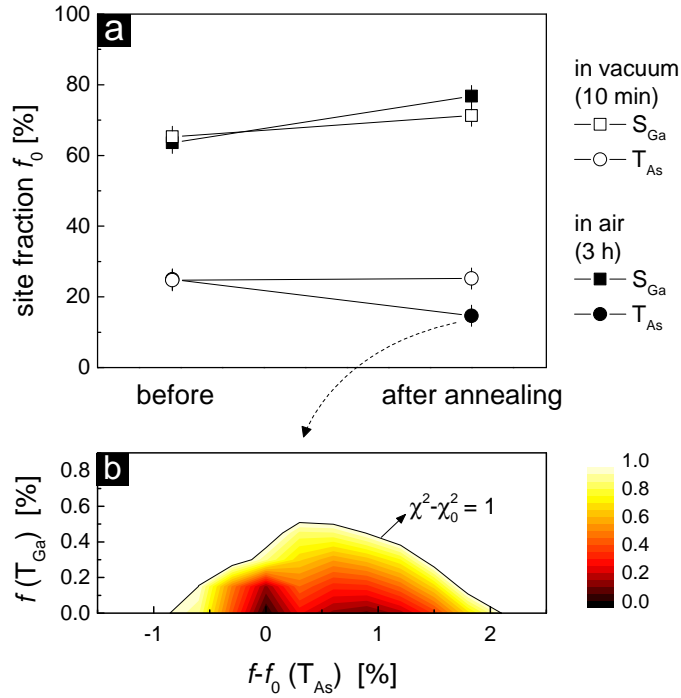 a
100
80
60
40
20
0
site fraction f₀ [%]
before
after annealing
in vacuum
(10 min)
S_Ga
T_As
in air
(3 h)
S_Ga
T_As
b
0.8
0.6
0.4
0.2
0.0
f (T_Ga) [%]
χ²-χ₀² = 1
-1
0
1
2
f-f₀ (T_As) [%]
1.0
0.8
0.6
0.4
0.2
0.0